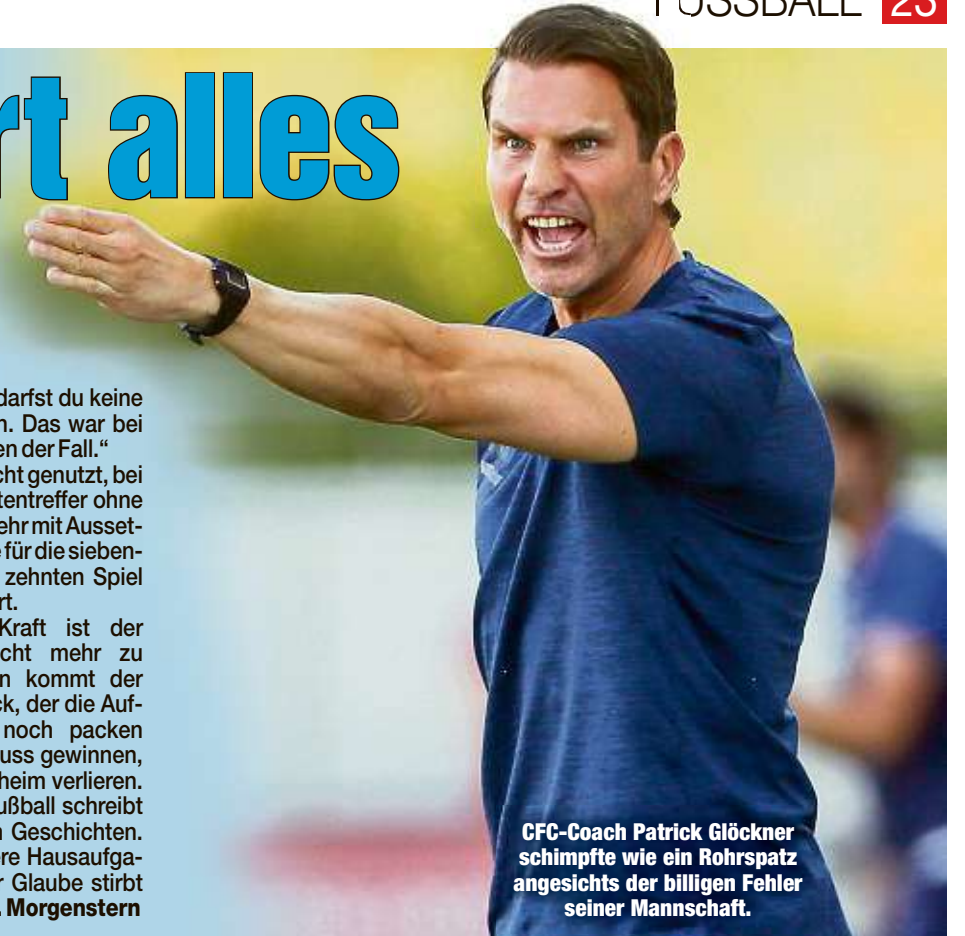 FUSSBALL 23
rt alles
darfst du keine
n. Das war bei
en der Fall.“
cht genutzt, bei
tentreffer ohne
ehr mit Ausset-
e für die sieben-
zehnten Spiel
rt.
Kraft ist der
cht mehr zu
n kommt der
ck, der die Auf-
noch packen
uss gewinnen,
heim verlieren.
ußball schreibt
n Geschichten.
re Hausaufga-
r Glaube stirbt
. Morgenstern
CFC-Coach Patrick Glöckner
schimpfte wie ein Rohrspatz
angesichts der billigen Fehler
seiner Mannschaft.